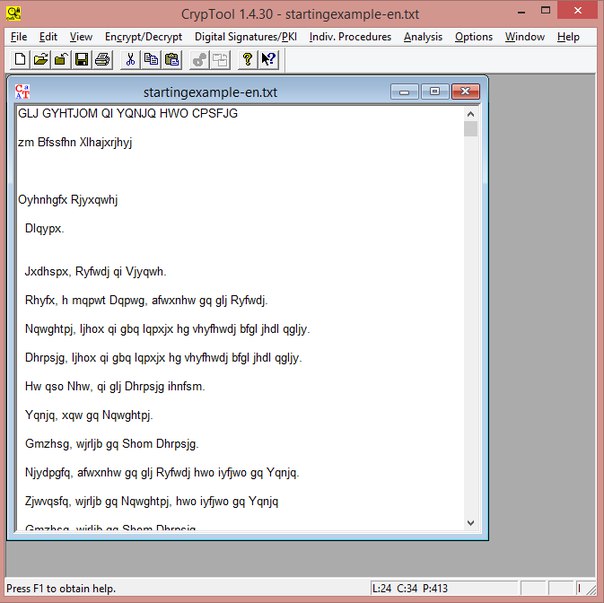 CrypTool 1.4.30 - startingexample-en.txt
File Edit View Encrypt/Decrypt Digital Signatures/PKI Indiv. Procedures Analysis Options Window Help
startingexample-en.txt
GLJ GYHTJOM QI YQNJQ HWO CPSFJG
zm Bfssfhn Xlhajxrjhyj
Oyhnhgfx Rjyxqwhj
Dlqypx.
Jxdhspx, Ryfwdj qi Vjyqwh.
Rhyfx, h mqpwt Dqpwg, afwxnhw gq glj Ryfwdj.
Nqwghtpj, ljhox qi gbq lqpxjx hg vhyfhwdj bfgl jhdl qgljy.
Dhrpsjg, ljhox qi gbq lqpxjx hg vhyfhwdj bfgl jhdl qgljy.
Hw qso Nhw, qi glj Dhrpsjg ihnfsm.
Yqnjq, xqw gq Nqwghtpj.
Gmzhsg, wjrljb gq Shom Dhrpsjg.
Njydpgfq, afwxnhw gq glj Ryfwdj hwo iyfjwo gq Yqnjq.
Zjwvqsfq, wjrljb gq Nqwghtpj, hwo iyfjwo gq Yqnjq
Gmzhsg, wjrljb gq Shom Dhrpsjg.
Press F1 to obtain help. L:24 C:34 P:413